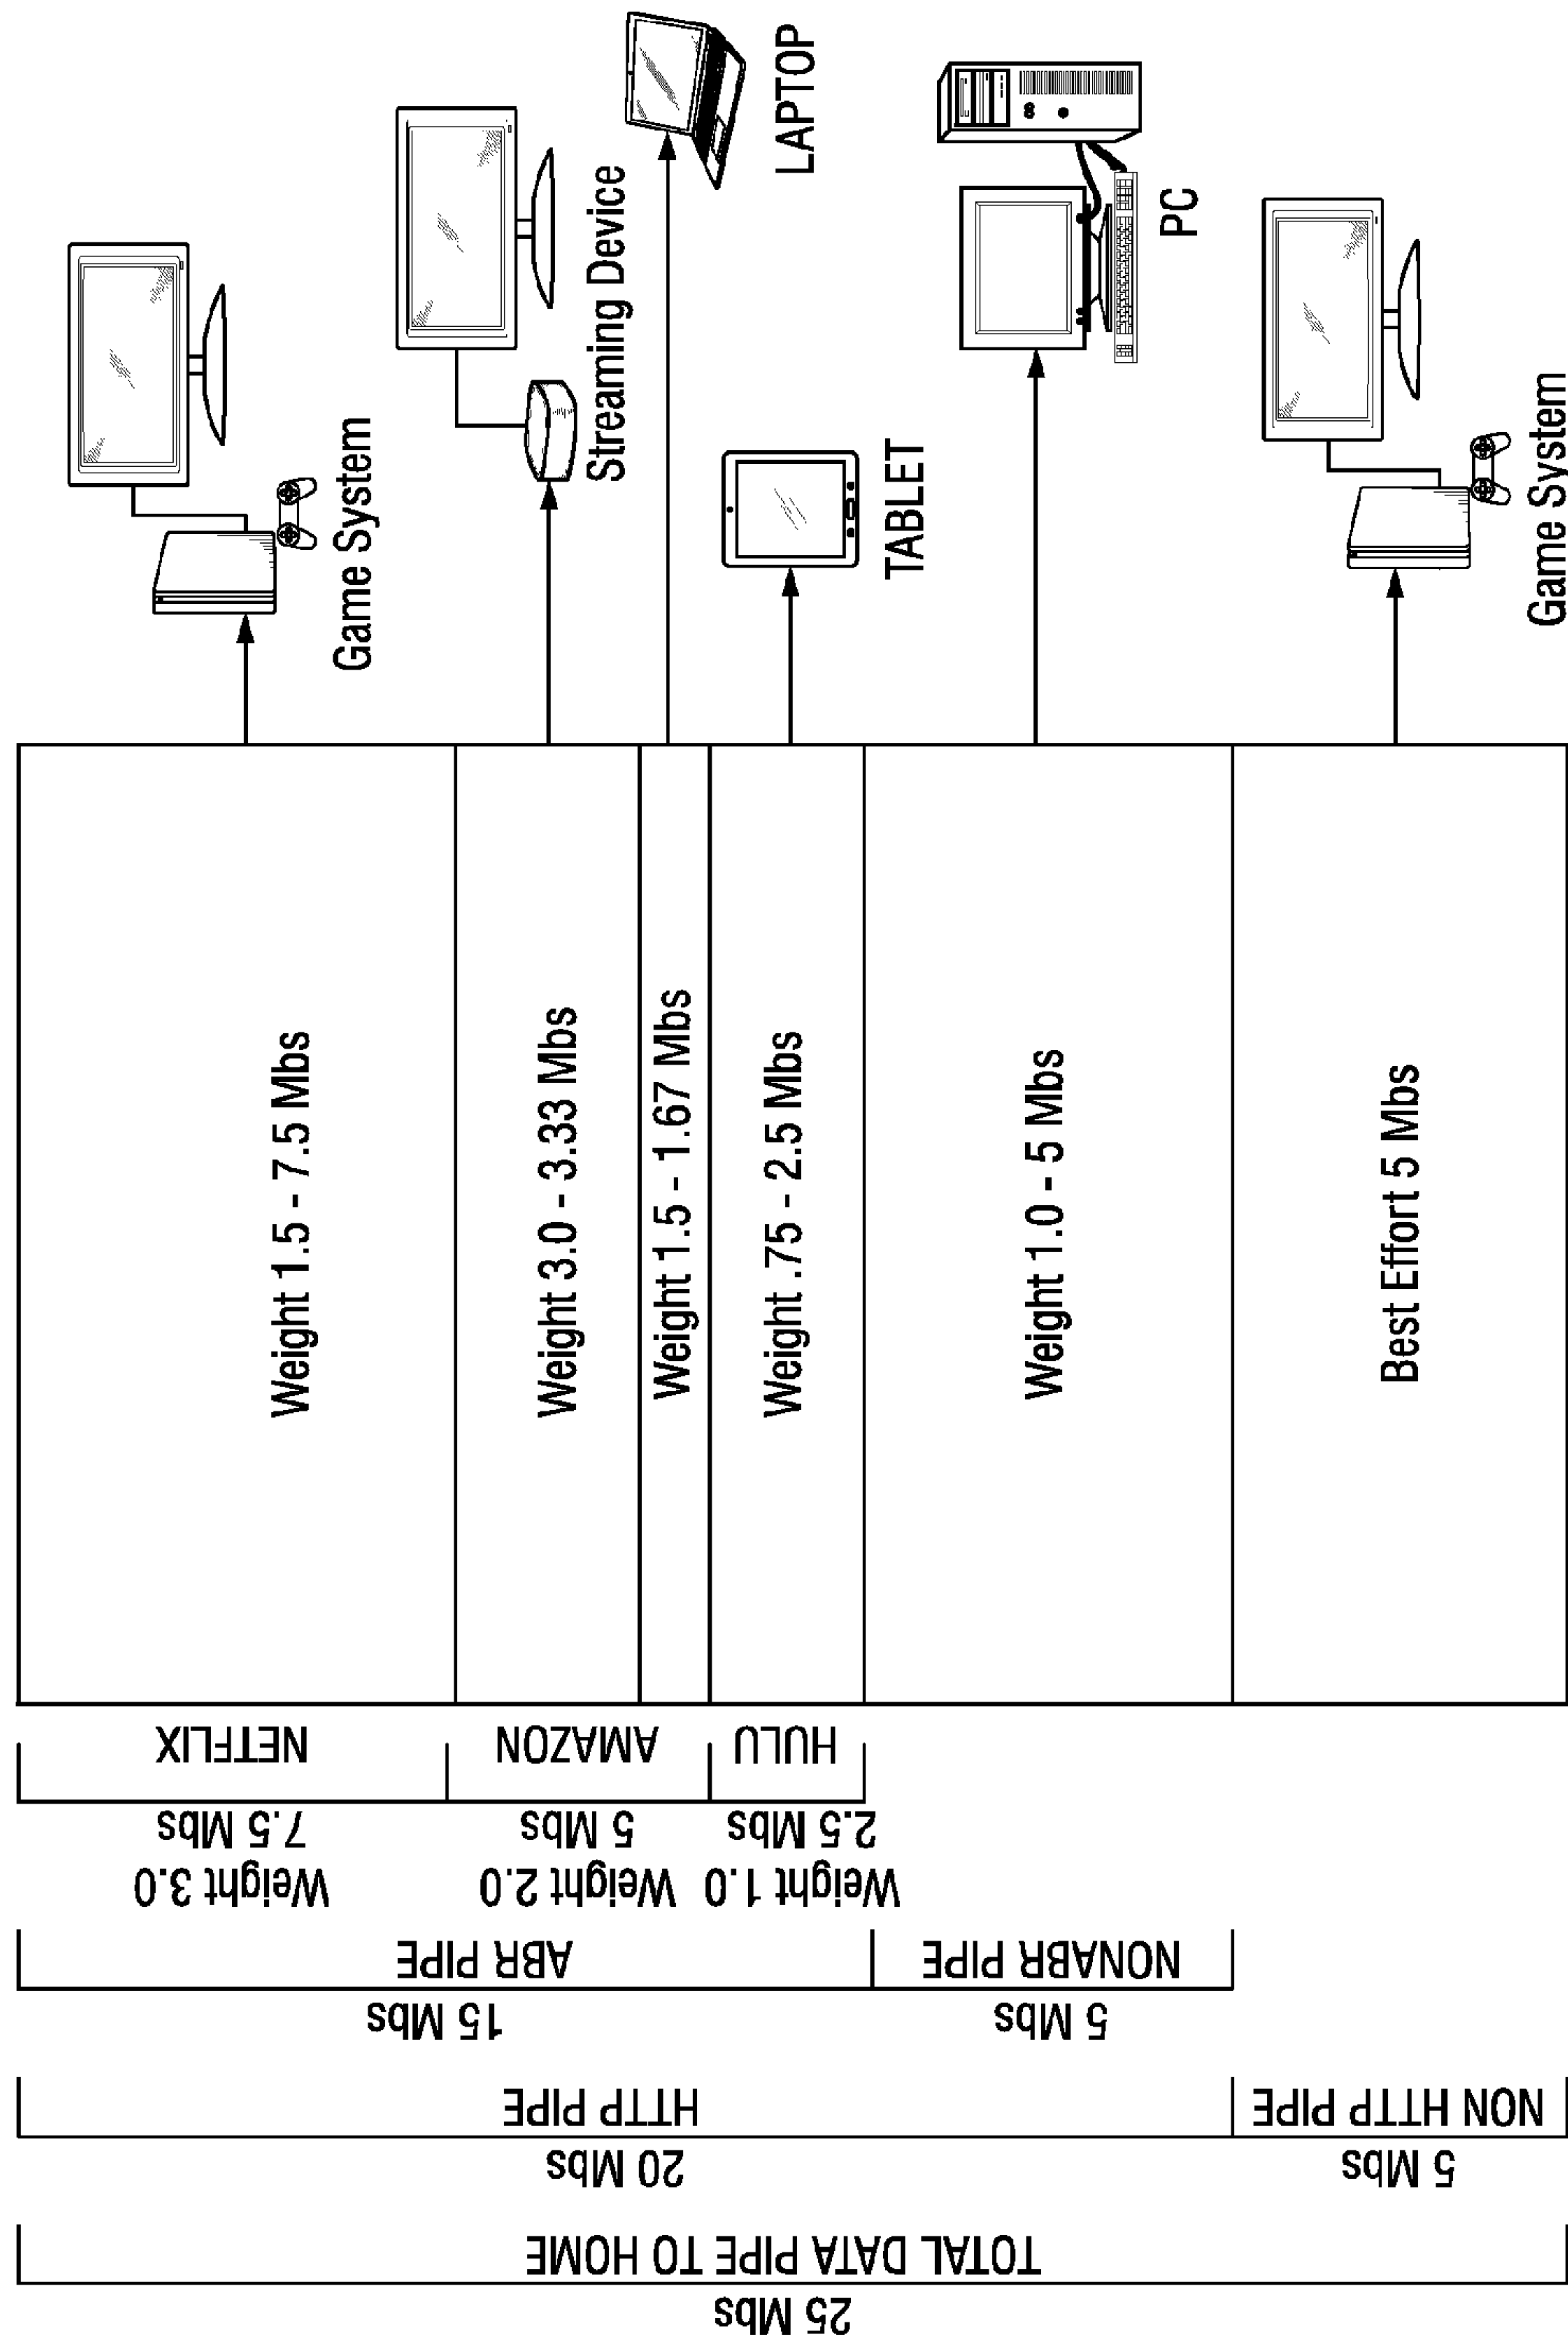 25 Mbs
TOTAL DATA PIPE TO HOME
20 Mbs
HTTP PIPE
5 Mbs
NON HTTP PIPE
15 Mbs
ABR PIPE
5 Mbs
NONABR PIPE
Weight 3.0
7.5 Mbs
NETFLIX
Weight 2.0
5 Mbs
AMAZON
Weight 1.0
2.5 Mbs
HULU
Weight 1.5 - 7.5 Mbs
Game System
Weight 3.0 - 3.33 Mbs
Streaming Device
Weight 1.5 - 1.67 Mbs
LAPTOP
Weight .75 - 2.5 Mbs
TABLET
Weight 1.0 - 5 Mbs
PC
Best Effort 5 Mbs
Game System